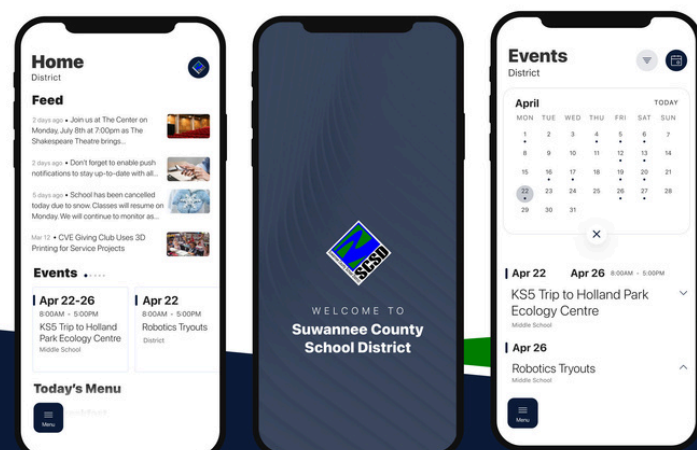 Home
District
Feed
2 days ago • Join us at The Center on
Monday, July 8th at 7:00pm as The
Shakespeare Theatre brings...
2 days ago • Don't forget to enable push
notifications to stay up-to-date with all...
5 days ago • School has been cancelled
today due to snow. Classes will resume on
Monday. We will continue to monitor as...
Mar 12 • CVE Giving Club Uses 3D
Printing for Service Projects
Events
Apr 22-26
8:00AM - 5:00PM
KS5 Trip to Holland
Park Ecology Centre
Middle School
Apr 22
8:00AM - 5:00PM
Robotics Tryouts
District
Today's Menu
Menu
SCSD
WELCOME TO
Suwannee County
School District
Events
District
April TODAY
MON TUE WED THU FRI SAT SUN
1 2 3 4 5 6 7
8 9 10 11 12 13 14
15 16 17 18 19 20 21
22 23 24 25 26 27 28
29 30 31
Apr 22 Apr 26 8:00AM - 5:00PM
KS5 Trip to Holland Park
Ecology Centre
Middle School
Apr 26
Robotics Tryouts
Middle School
Menu